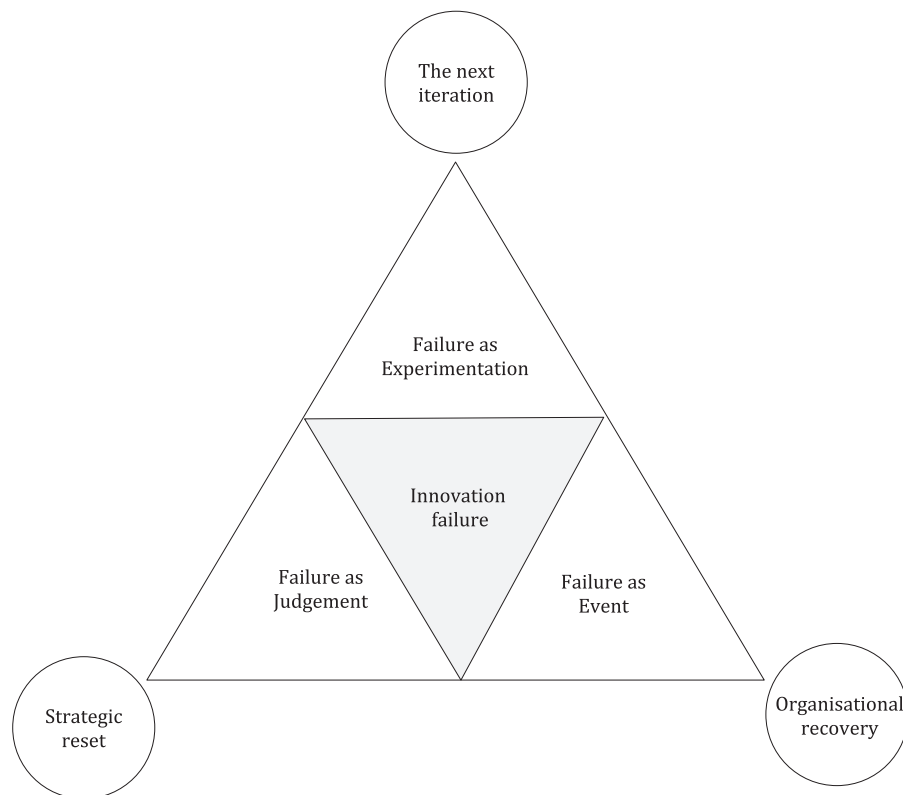 The next
iteration
Failure as
Experimentation
Innovation
failure
Failure as
Judgement
Failure as
Event
Strategic
reset
Organisational
recovery